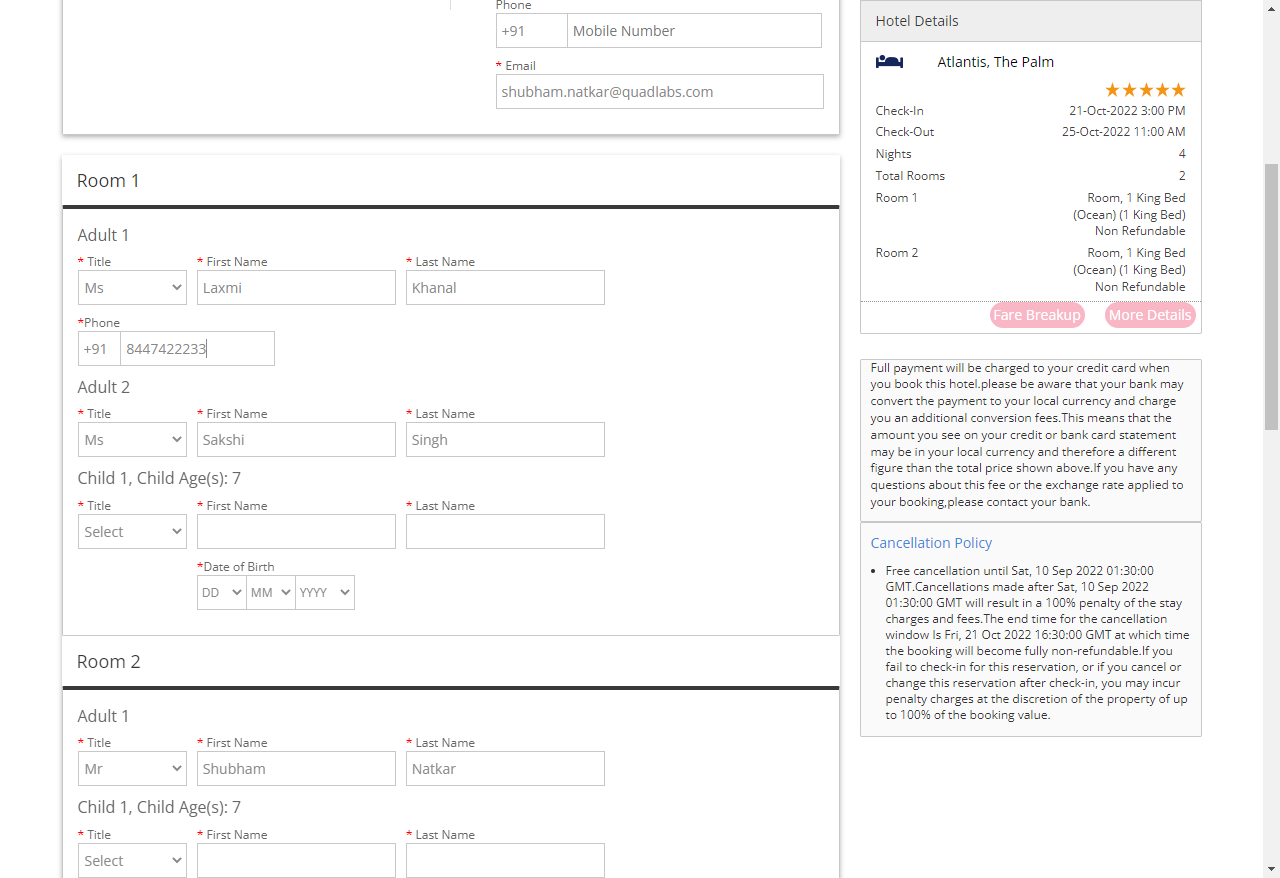 Phone
+91 Mobile Number
* Email
shubham.natkar@quadlabs.com
Room 1
Adult 1
* Title * First Name * Last Name
Ms Laxmi Khanal
*Phone
+91 8447422233
Adult 2
* Title * First Name * Last Name
Ms Sakshi Singh
Child 1, Child Age(s): 7
* Title * First Name * Last Name
Select
*Date of Birth
DD MM YYYY
Room 2
Adult 1
* Title * First Name * Last Name
Mr Shubham Natkar
Child 1, Child Age(s): 7
* Title * First Name * Last Name
Select
Hotel Details
Atlantis, The Palm
Check-In 21-Oct-2022 3:00 PM
Check-Out 25-Oct-2022 11:00 AM
Nights 4
Total Rooms 2
Room 1 Room, 1 King Bed
(Ocean) (1 King Bed)
Non Refundable
Room 2 Room, 1 King Bed
(Ocean) (1 King Bed)
Non Refundable
Fare Breakup More Details
Full payment will be charged to your credit card when
you book this hotel.please be aware that your bank may
convert the payment to your local currency and charge
you an additional conversion fees.This means that the
amount you see on your credit or bank card statement
may be in your local currency and therefore a different
figure than the total price shown above.If you have any
questions about this fee or the exchange rate applied to
your booking,please contact your bank.
Cancellation Policy
• Free cancellation until Sat, 10 Sep 2022 01:30:00
GMT.Cancellations made after Sat, 10 Sep 2022
01:30:00 GMT will result in a 100% penalty of the stay
charges and fees.The end time for the cancellation
window Is Fri, 21 Oct 2022 16:30:00 GMT at which time
the booking will become fully non-refundable.If you
fail to check-in for this reservation, or if you cancel or
change this reservation after check-in, you may incur
penalty charges at the discretion of the property of up
to 100% of the booking value.